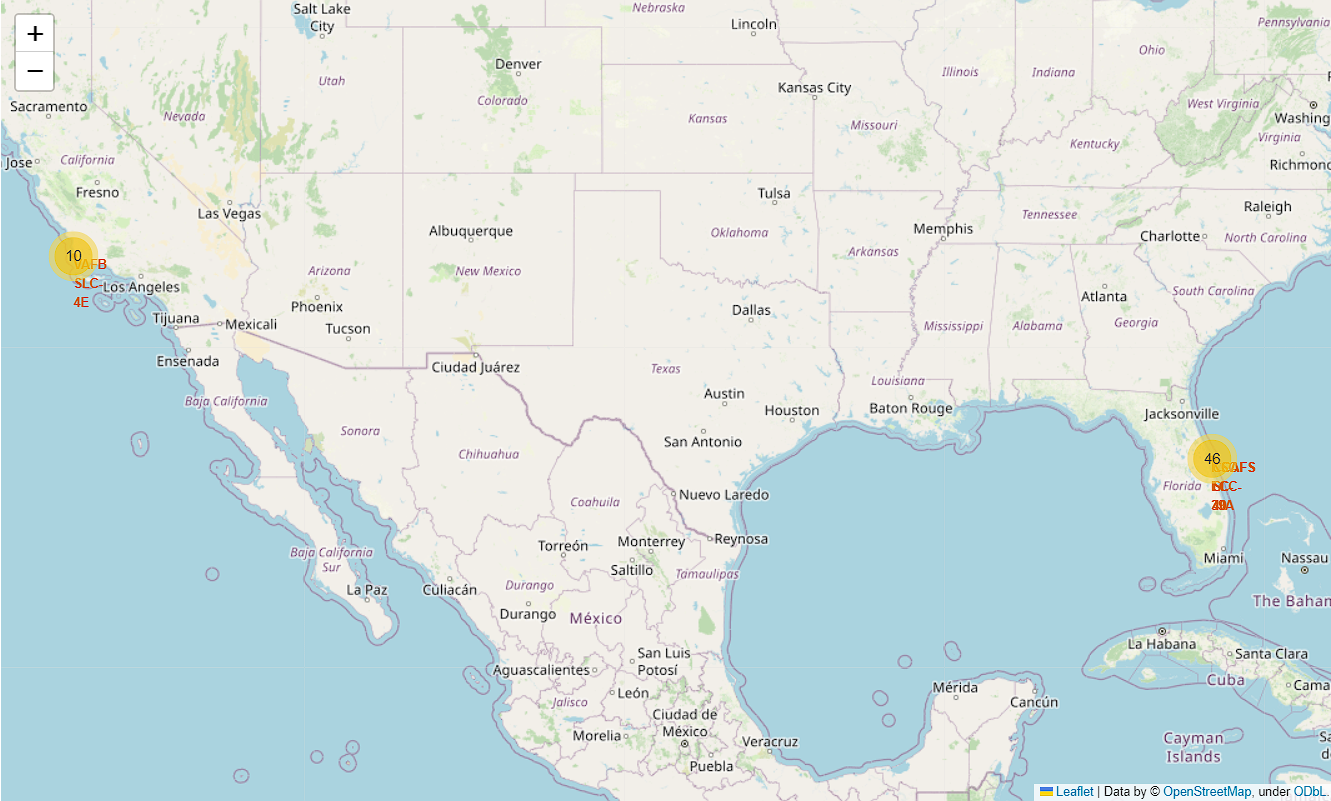 Salt Lake
City
Nebraska
Lincoln
Pennsylvania
+
−
Denver
Ohio
Utah
Illinois
Indiana
Kansas City
Colorado
Sacramento
Nevada
Kansas
Missouri
West Virginia
Washing
Virginia
Kentucky
Jose
California
Richmond
Fresno
Tulsa
Las Vegas
Raleigh
Tennessee
Albuquerque
Oklahoma
Memphis
Charlotte
North Carolina
Arkansas
10
VAFB
SLC-
4E
Los Angeles
Arizona
New Mexico
South Carolina
Atlanta
Phoenix
Dallas
Tijuana
Mexicali
Tucson
Mississippi
Alabama
Georgia
Ensenada
Ciudad Juárez
Texas
Louisiana
Austin
Baja California
Houston
Baton Rouge
Jacksonville
Sonora
San Antonio
Chihuahua
46
Florida
Coahuila
Nuevo Laredo
Reynosa
Monterrey
Torreón
Baja California
Sur
Saltillo
Tamaulipas
Miami
Nassau
La Paz
Culiacán
Durango
Durango
México
The Baham
La Habana
San Luis
Potosí
Santa Clara
Aguascalientes
Cuba
León
Mérida
Cama
Jalisco
Cancún
Ciudad de
México
Morelia
Veracruz
Cayman
Islands
Puebla
Sa
d
Leaflet | Data by © OpenStreetMap, under ODbL.